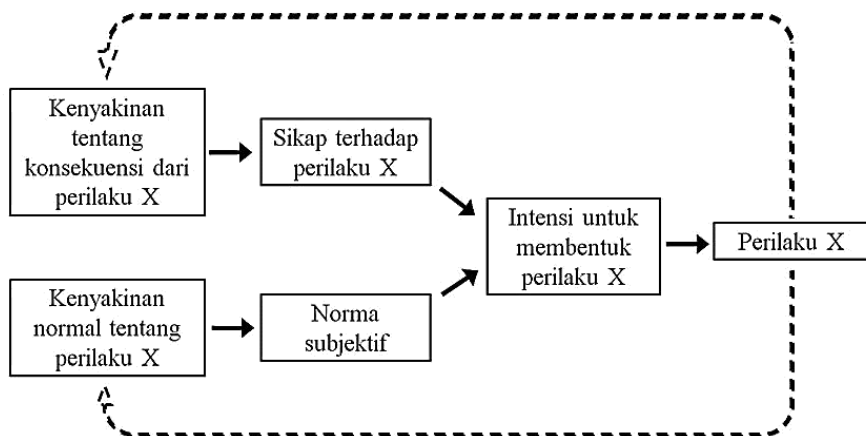 Kenyakinan
tentang
konsekuensi dari
perilaku X
Sikap terhadap
perilaku X
Intensi untuk
membentuk
perilaku X
Perilaku X
Kenyakinan
normal tentang
perilaku X
Norma
subjektif